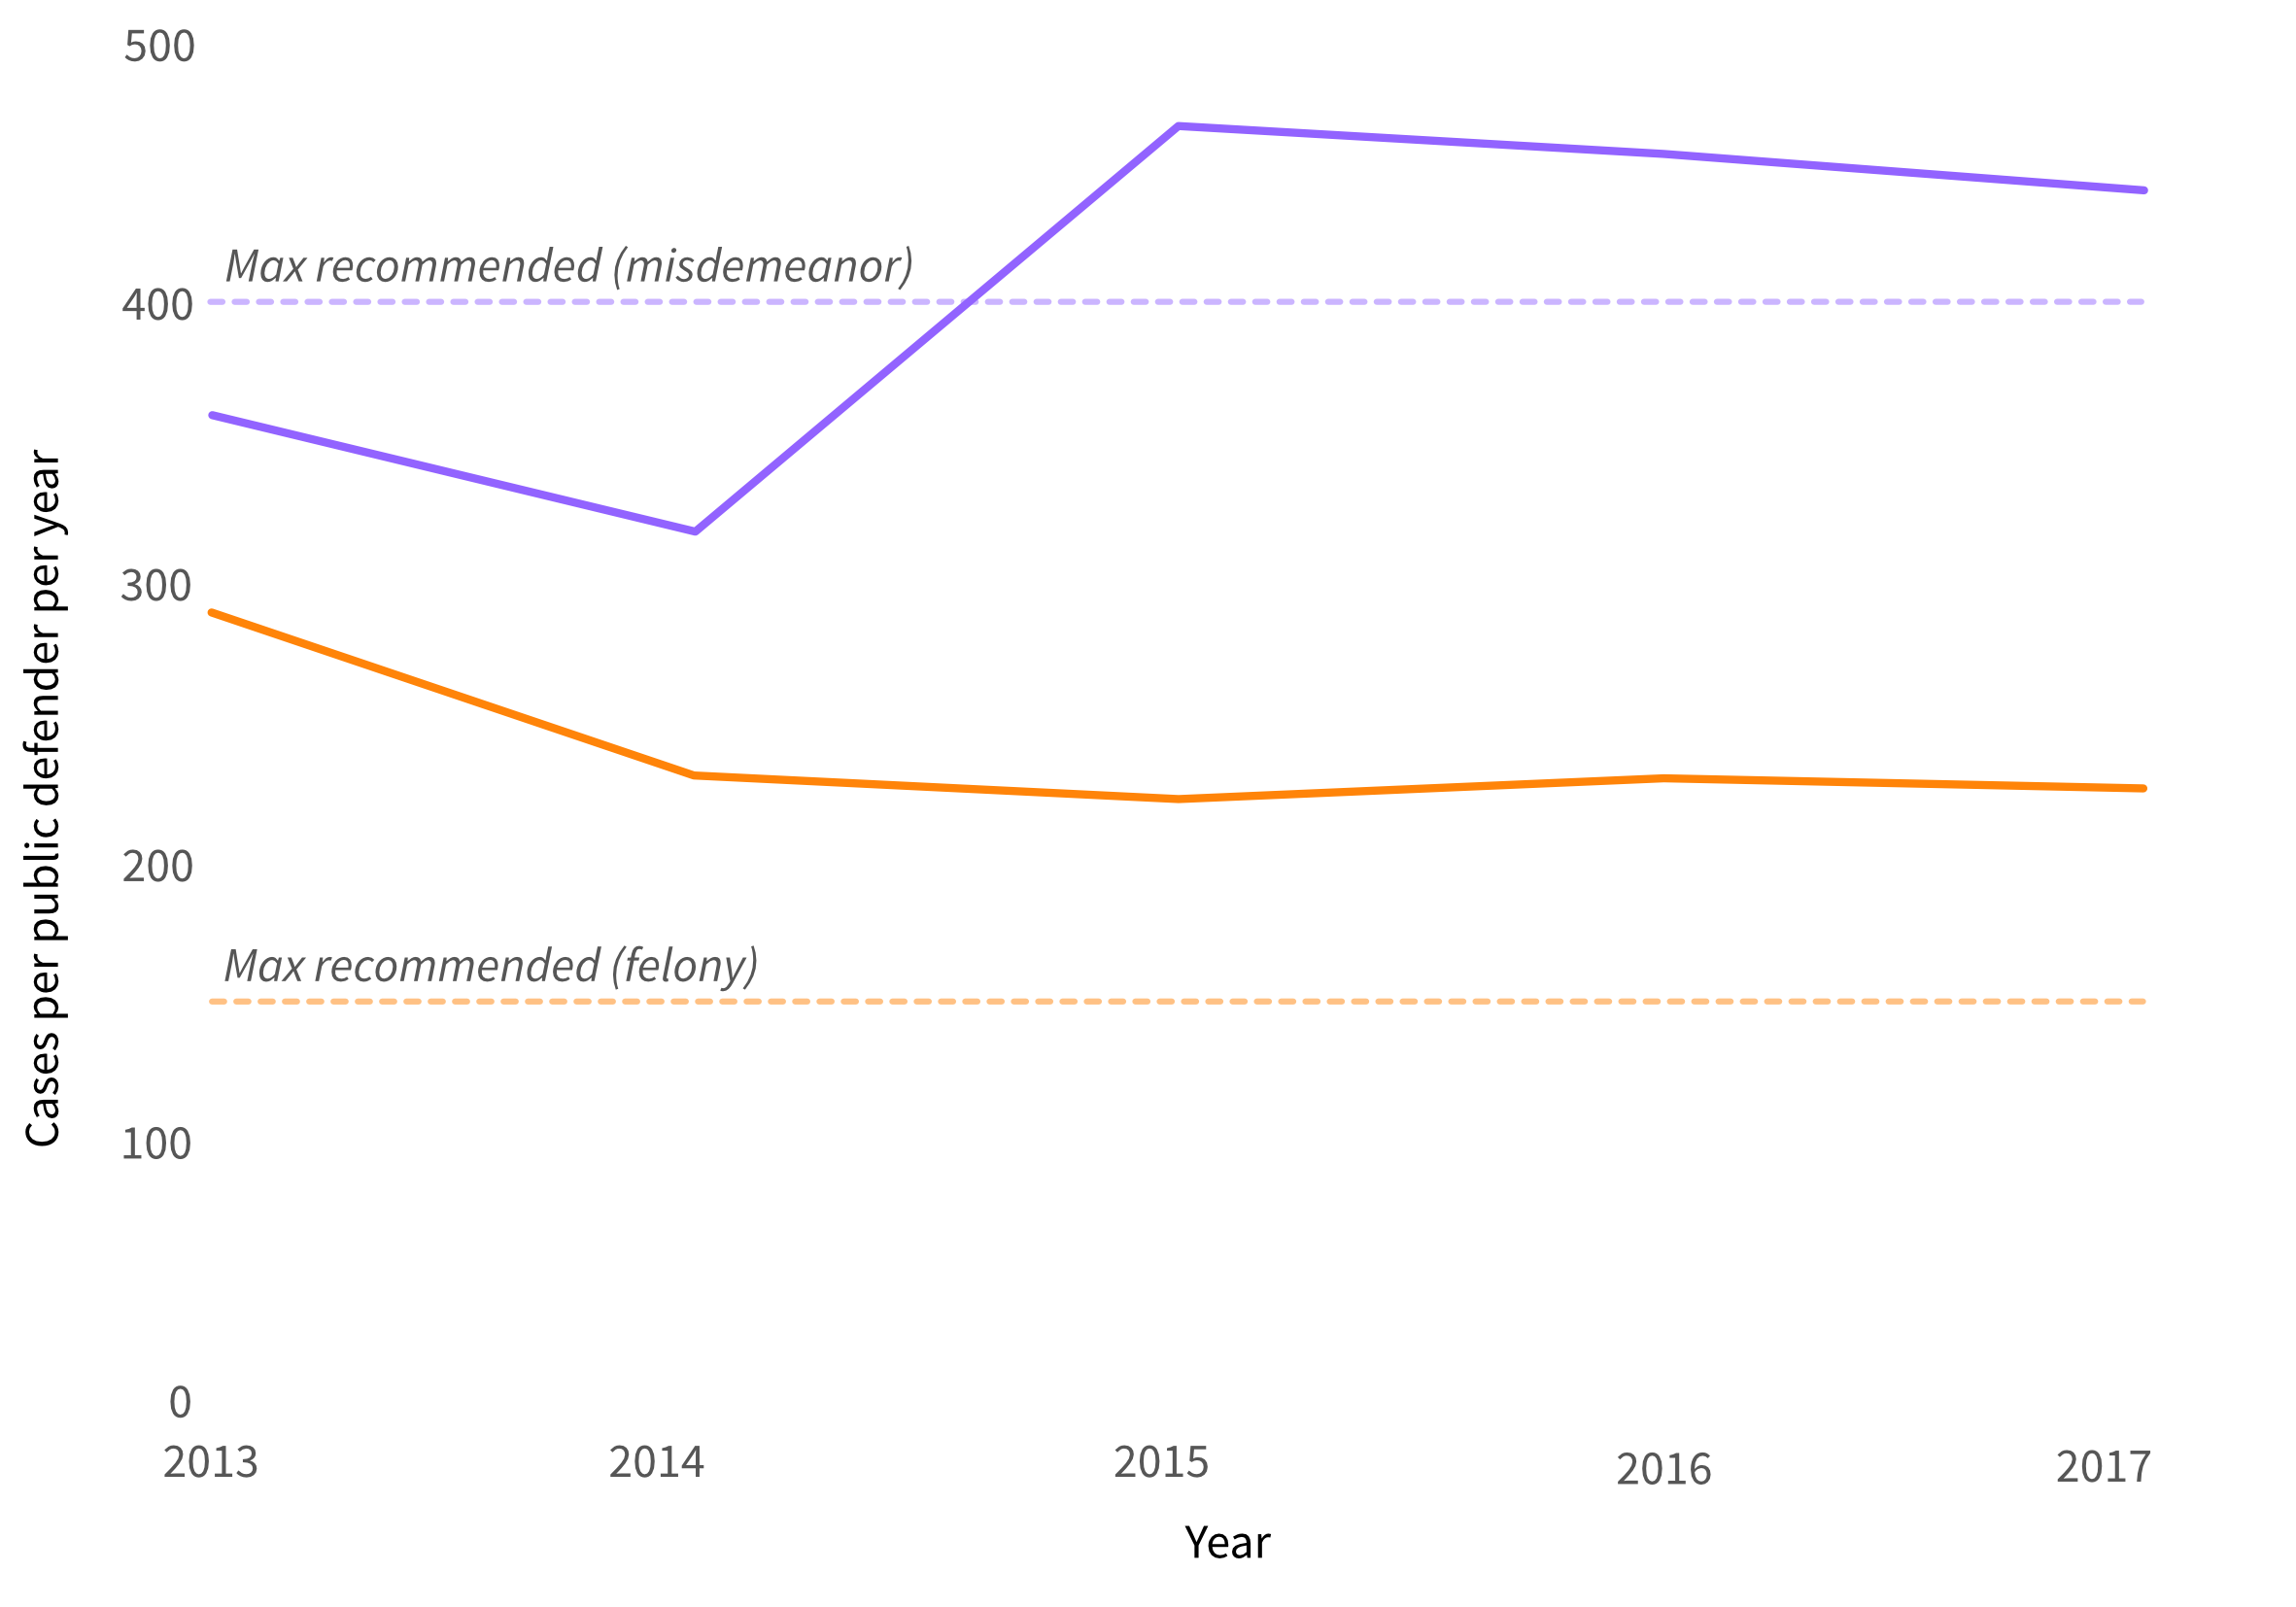 500
Max recommended (misdemeanor)
400
300
200
Max recommended (felony)
100
0
Cases per public defender per year
2013 2014 2015 2016 2017
Year